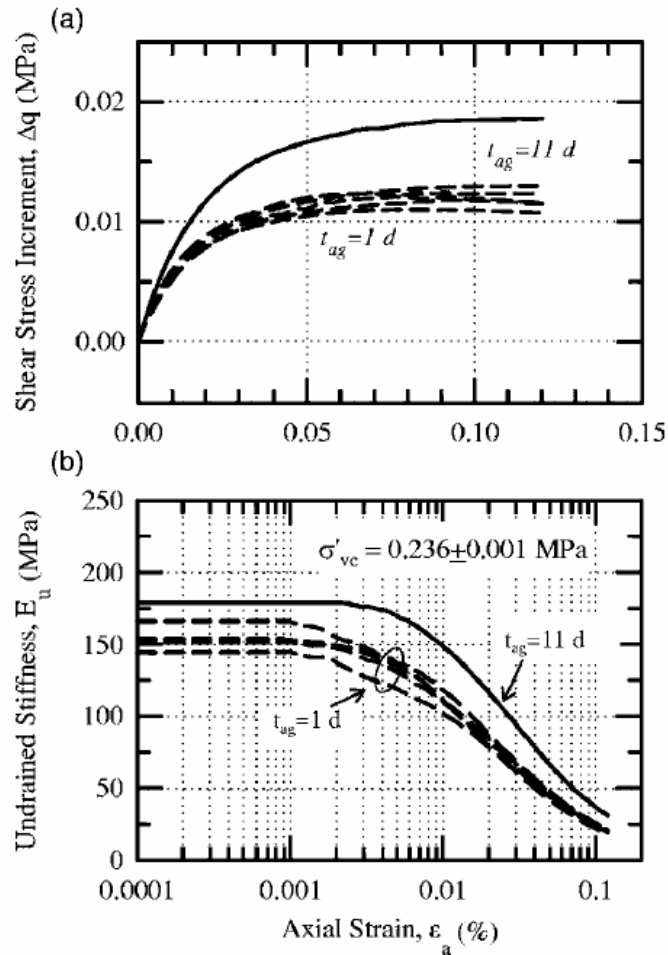 (a)
Shear Stress Increment, Δq (MPa)
0.02
0.01
0.00
t_ag=11 d
t_ag=1 d
0.00 0.05 0.10 0.15
(b)
Undrained Stiffness, E_u (MPa)
250
200
150
100
50
0
σ'_vc = 0.236±0.001 MPa
t_ag=11 d
t_ag=1 d
0.0001 0.001 0.01 0.1
Axial Strain, ε_a (%)